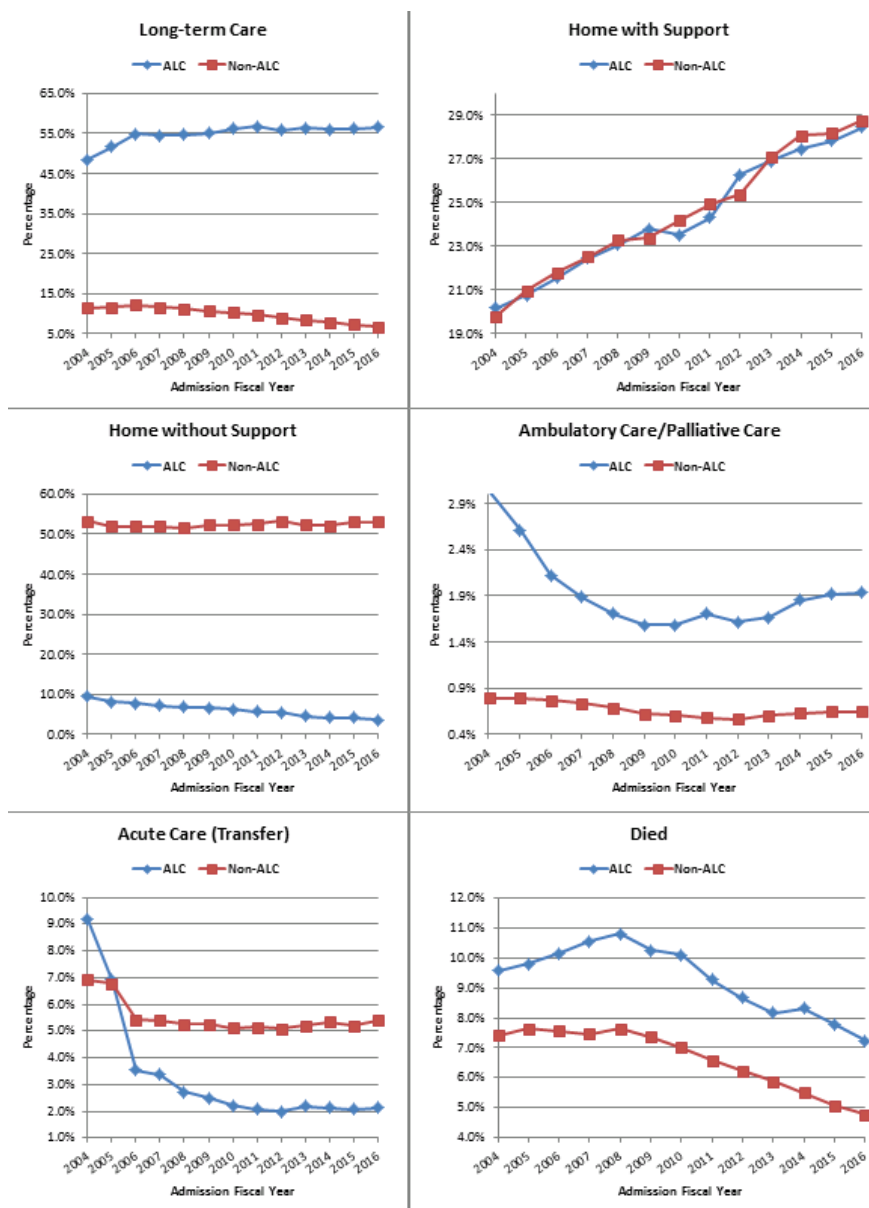 Long-term Care
ALC Non-ALC
65.0%
55.0%
45.0%
35.0%
25.0%
15.0%
5.0%
Percentage
2004 2005 2006 2007 2008 2009 2010 2011 2012 2013 2014 2015 2016
Admission Fiscal Year
Home with Support
ALC Non-ALC
29.0%
27.0%
25.0%
23.0%
21.0%
19.0%
Percentage
2004 2005 2006 2007 2008 2009 2010 2011 2012 2013 2014 2015 2016
Admission Fiscal Year
Home without Support
ALC Non-ALC
60.0%
50.0%
40.0%
30.0%
20.0%
10.0%
0.0%
Percentage
2004 2005 2006 2007 2008 2009 2010 2011 2012 2013 2014 2015 2016
Admission Fiscal Year
Ambulatory Care/Palliative Care
ALC Non-ALC
2.9%
2.4%
1.9%
1.4%
0.9%
0.4%
Percentage
2004 2005 2006 2007 2008 2009 2010 2011 2012 2013 2014 2015 2016
Admission Fiscal Year
Acute Care (Transfer)
ALC Non-ALC
10.0%
9.0%
8.0%
7.0%
6.0%
5.0%
4.0%
3.0%
2.0%
1.0%
Percentage
2004 2005 2006 2007 2008 2009 2010 2011 2012 2013 2014 2015 2016
Admission Fiscal Year
Died
ALC Non-ALC
12.0%
11.0%
10.0%
9.0%
8.0%
7.0%
6.0%
5.0%
4.0%
Percentage
2004 2005 2006 2007 2008 2009 2010 2011 2012 2013 2014 2015 2016
Admission Fiscal Year